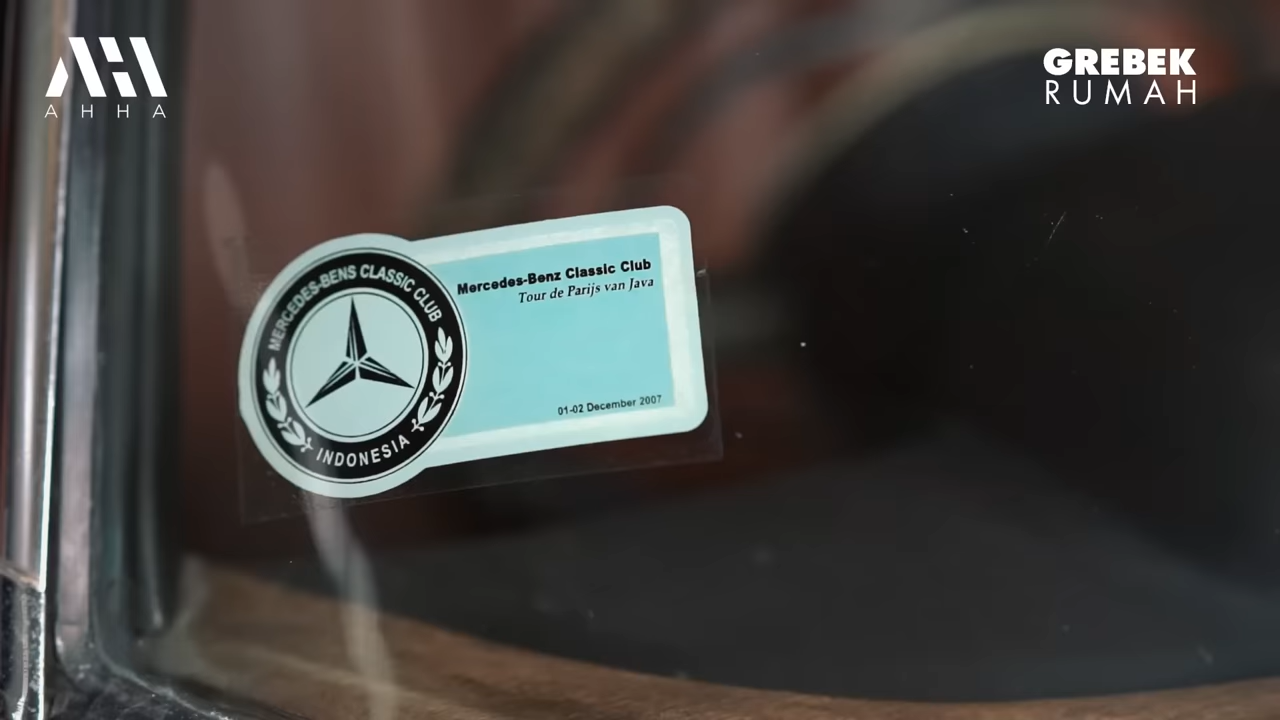 AHHA
GREBEK
RUMAH
MERCEDES-BENS CLASSIC CLUB
INDONESIA
Mercedes-Benz Classic Club
Tour de Parijs van Java
01-02 December 2007